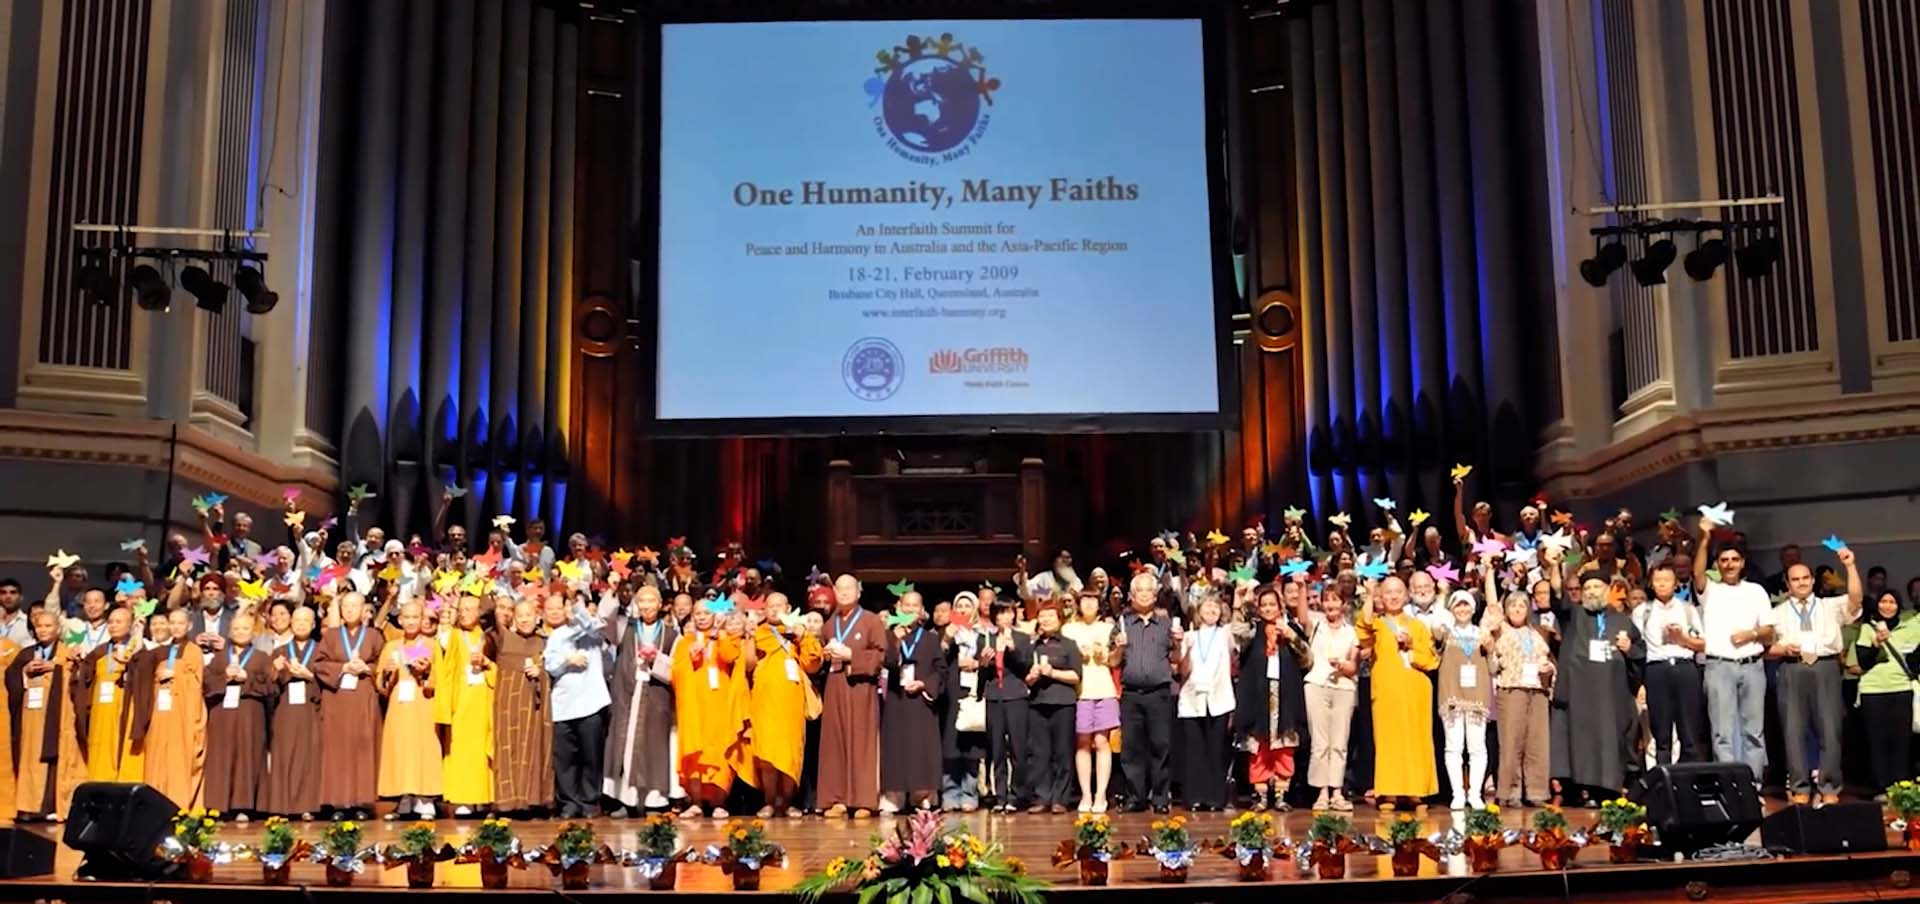 One Humanity, Many Faiths
One Humanity, Many Faiths
An Interfaith Summit for
Peace and Harmony in Australia and the Asia-Pacific Region
18-21, February 2009
Brisbane City Hall, Queensland, Australia
www.interfaith-harmony.org
Griffith
UNIVERSITY